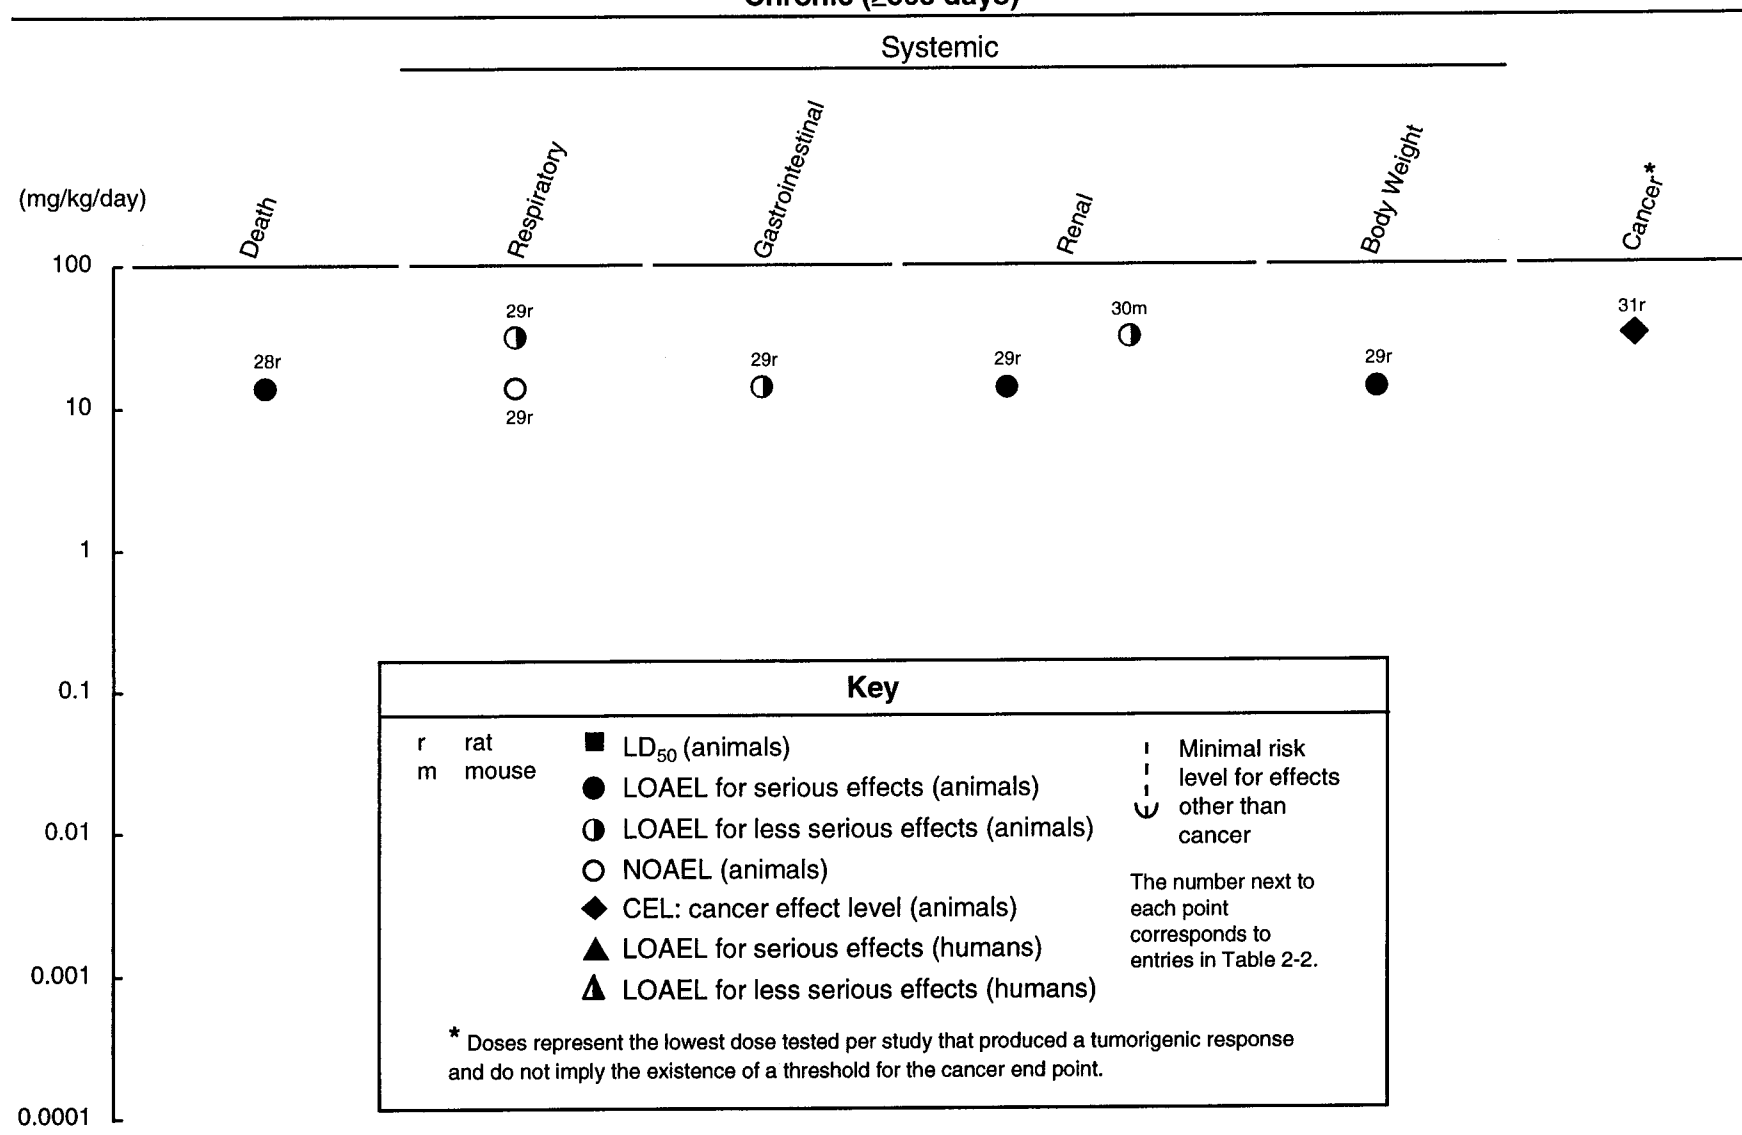 Systemic
(mg/kg/day)
Death
Respiratory
Gastrointestinal
Renal
Body Weight
Cancer*
100
29r
30m
31r
28r
29r
29r
29r
10
29r
1
0.1
0.01
0.001
0.0001
Key
r rat
m mouse
LD50 (animals)
LOAEL for serious effects (animals)
LOAEL for less serious effects (animals)
NOAEL (animals)
CEL: cancer effect level (animals)
LOAEL for serious effects (humans)
LOAEL for less serious effects (humans)
Minimal risk
level for effects
other than
cancer
The number next to
each point
corresponds to
entries in Table 2-2.
* Doses represent the lowest dose tested per study that produced a tumorigenic response
and do not imply the existence of a threshold for the cancer end point.